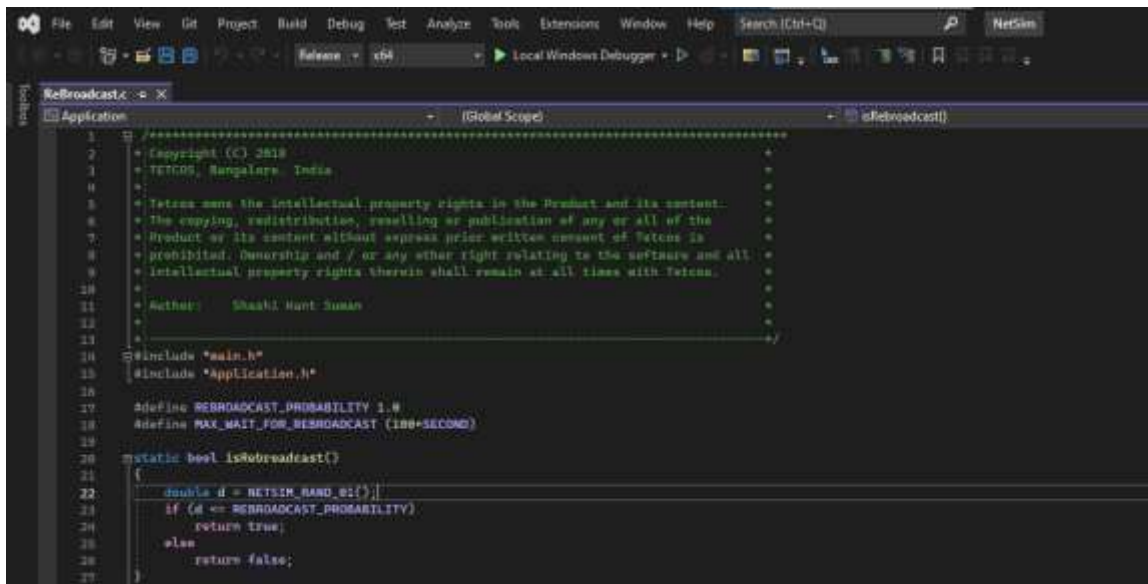 File Edit View Git Project Build Debug Test Analyze Tools Extensions Window Help Search (Ctrl+Q) NetSim
Release x64 Local Windows Debugger
Toolbox
ReBroadcast.c
Application (Global Scope) isRebroadcast()
1 /************************************************************************************
2 * Copyright (C) 2018 *
3 * TETCOS, Bangalore. India *
4 * *
5 * Tetcos owns the intellectual property rights in the Product and its content. *
6 * The copying, redistribution, reselling or publication of any or all of the *
7 * Product or its content without express prior written consent of Tetcos is *
8 * prohibited. Ownership and / or any other right relating to the software and all *
9 * intellectual property rights therein shall remain at all times with Tetcos. *
10 * *
11 * Author: Shashi Kant Suman *
12 * *
13 * ---------------------------------------------------------------------------------*/
14 #include "main.h"
15 #include "Application.h"
16
17 #define REBROADCAST_PROBABILITY 1.0
18 #define MAX_WAIT_FOR_REBROADCAST (100*SECOND)
19
20 static bool isRebroadcast()
21 {
22 double d = NETSIM_RAND_01();
23 if (d <= REBROADCAST_PROBABILITY)
24 return true;
25 else
26 return false;
27 }